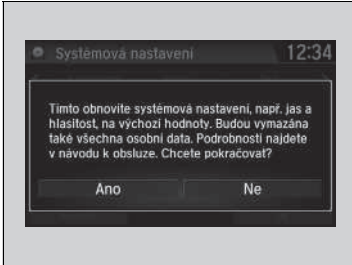 Systémová nastavení
12:34
Tímto obnovíte systémová nastavení, např. jas a
hlasitost, na výchozí hodnoty. Budou vymazána
také všechna osobní data. Podrobnosti najdete
v návodu k obsluze. Chcete pokračovat?
Ano
Ne